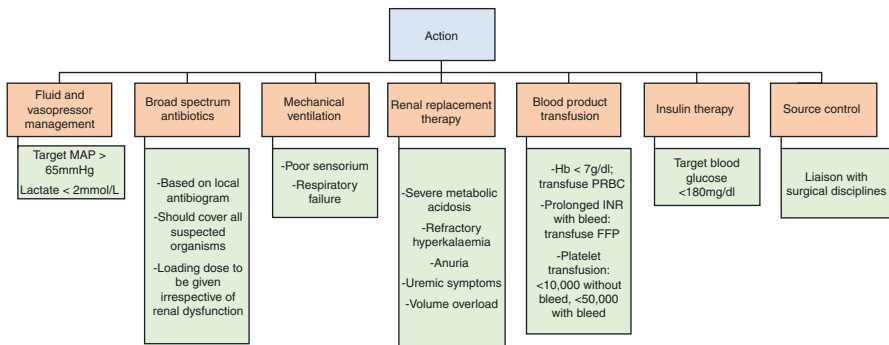 Action
Fluid and
vasopressor
management
Broad spectrum
antibiotics
Mechanical
ventilation
Renal replacement
therapy
Blood product
transfusion
Insulin therapy
Source control
Target MAP >
65mmHg
Lactate < 2mmol/L
-Based on local
antibiogram
-Should cover all
suspected
organisms
-Loading dose to
be given
irrespective of
renal dysfunction
-Poor sensorium
-Respiratory
failure
-Severe metabolic
acidosis
-Refractory
hyperkalaemia
-Anuria
-Uremic symptoms
-Volume overload
-Hb < 7g/dl;
transfuse PRBC
-Prolonged INR
with bleed:
transfuse FFP
-Platelet
transfusion:
<10,000 without
bleed, <50,000
with bleed
Target blood
glucose
<180mg/dl
Liaison with
surgical disciplines